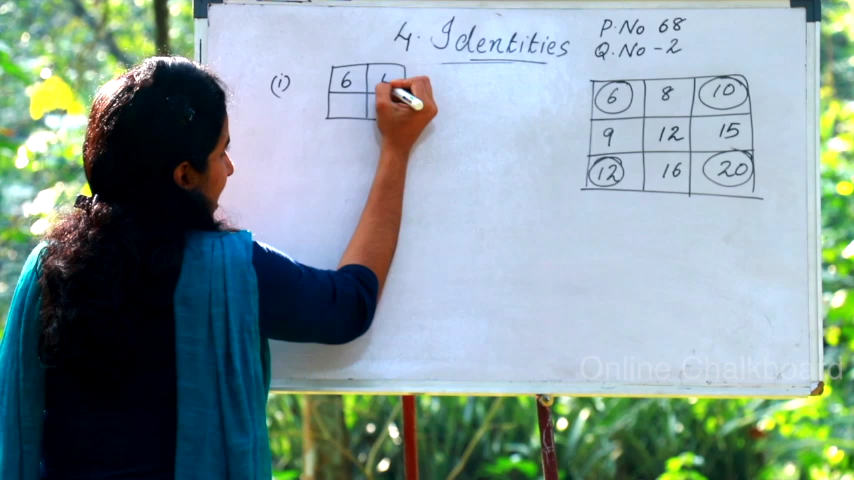 4. Identities
P.No 68
Q.No - 2
(i)
6
6 8 10
9 12 15
12 16 20
Online Chalkboard